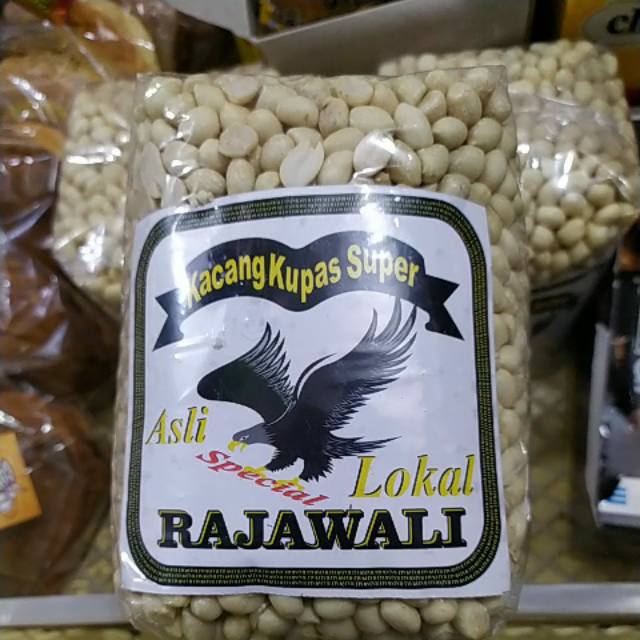 Kacang Kupas Super
Asli
Special
Lokal
RAJAWALI